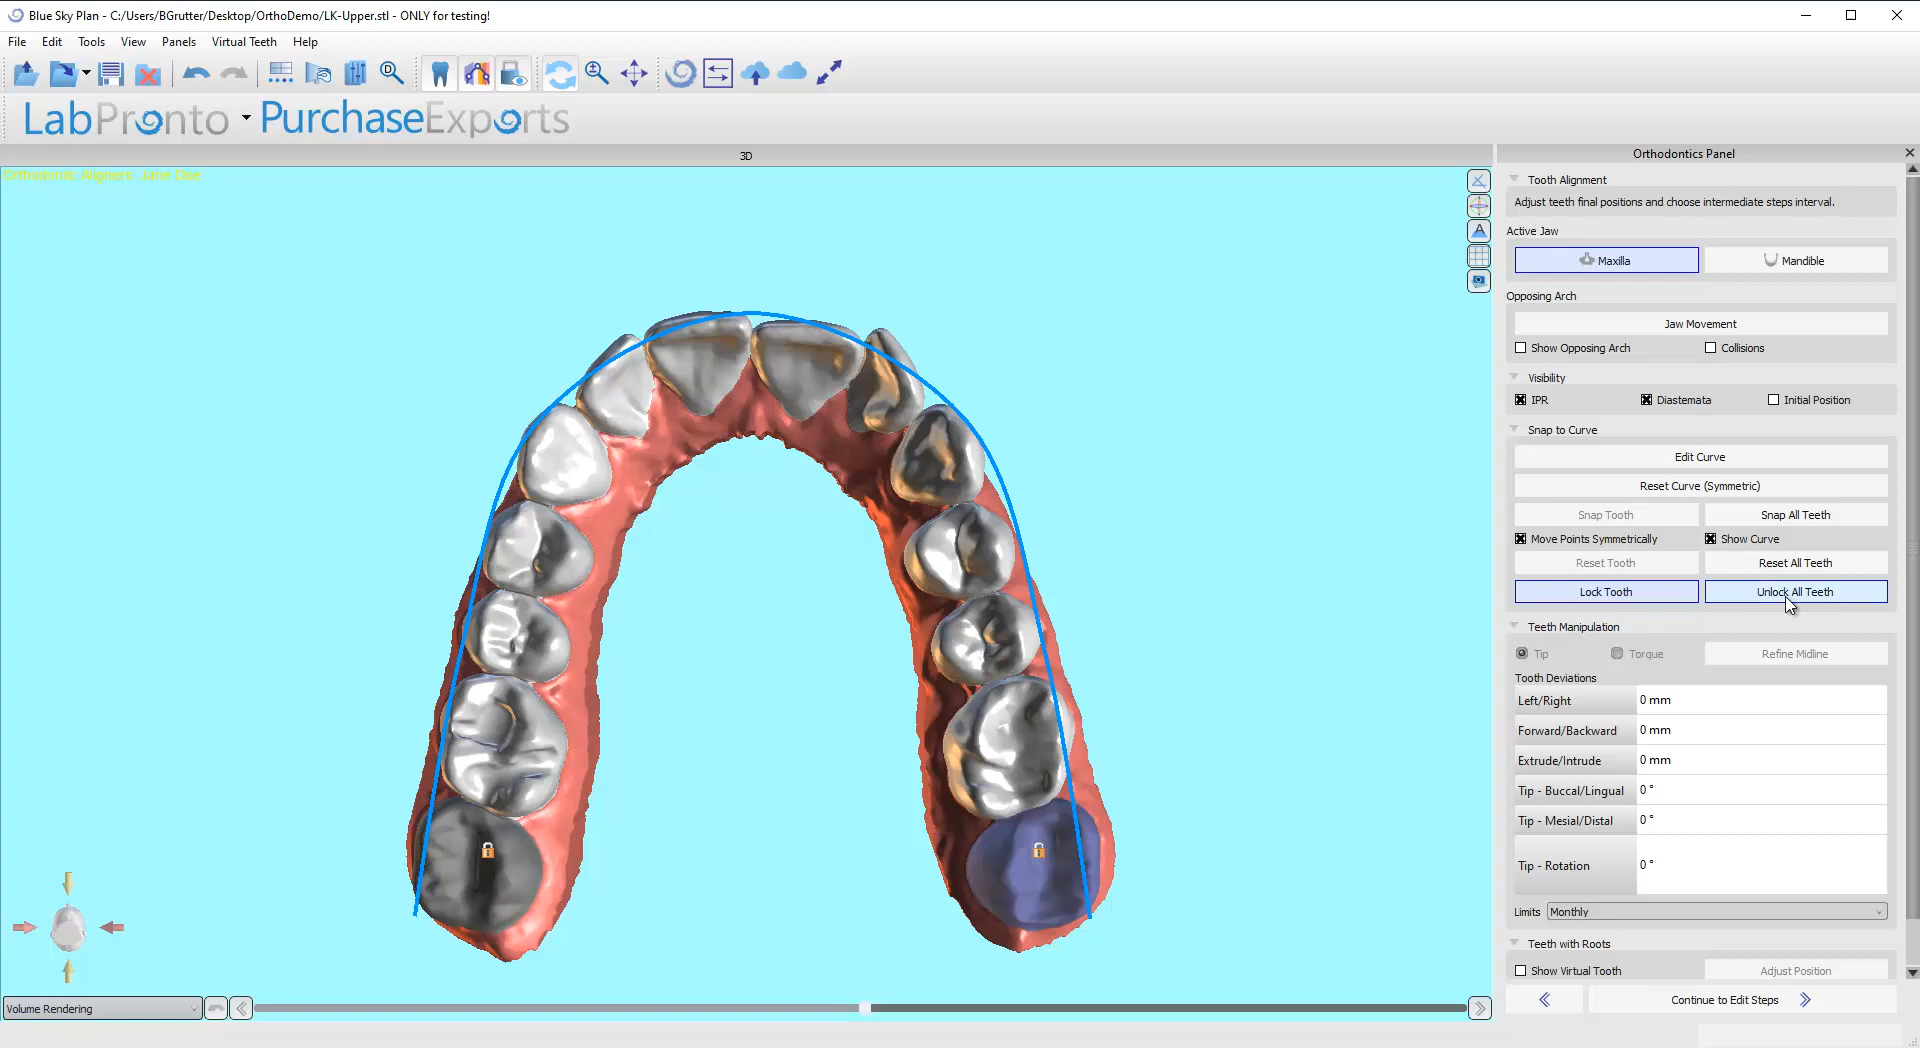 Blue Sky Plan - C:/Users/BGrutter/Desktop/OrthoDemo/LK-Upper.stl - ONLY for testing!
File Edit Tools View Panels Virtual Teeth Help
LabPronto PurchaseExports
3D
Orthodontics Panel
Orthodontic Aligners: Jane Doe
Tooth Alignment
Adjust teeth final positions and choose intermediate steps interval.
Active Jaw
Maxilla Mandible
Opposing Arch
Jaw Movement
Show Opposing Arch Collisions
Visibility
IPR Diastemata Initial Position
Snap to Curve
Edit Curve
Reset Curve (Symmetric)
Snap Tooth Snap All Teeth
Move Points Symmetrically Show Curve
Reset Tooth Reset All Teeth
Lock Tooth Unlock All Teeth
Teeth Manipulation
Tip Torque Refine Midline
Tooth Deviations
Left/Right 0 mm
Forward/Backward 0 mm
Extrude/Intrude 0 mm
Tip - Buccal/Lingual 0 °
Tip - Mesial/Distal 0 °
Tip - Rotation 0 °
Limits Monthly
Teeth with Roots
Show Virtual Tooth Adjust Position
Volume Rendering
Continue to Edit Steps